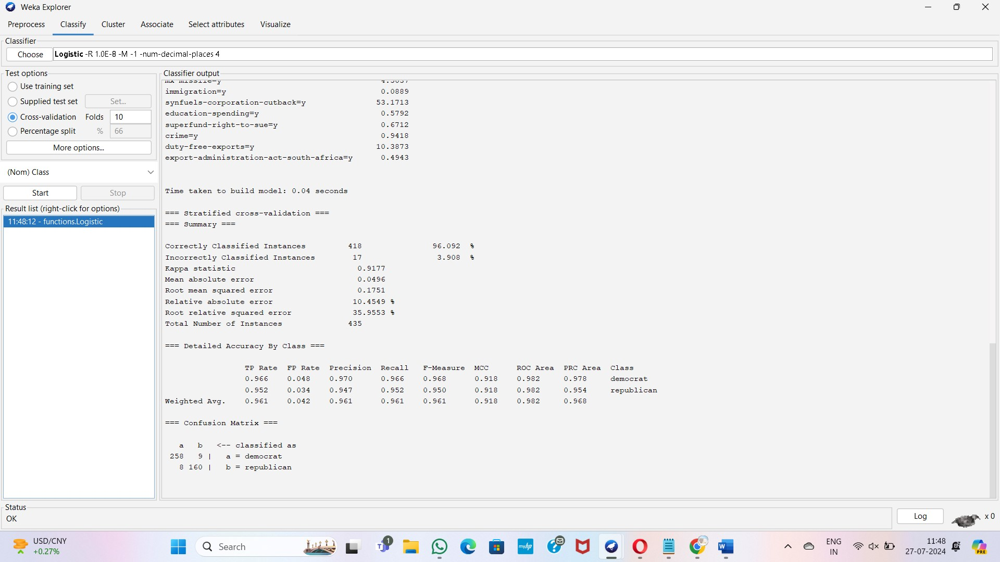 Weka Explorer
Preprocess Classify Cluster Associate Select attributes Visualize
Classifier
Choose Logistic -R 1.0E-8 -M -1 -num-decimal-places 4
Test options
Use training set
Supplied test set Set...
Cross-validation Folds 10
Percentage split % 66
More options...
(Nom) Class
Start Stop
Result list (right-click for options)
11:48:12 - functions.Logistic
Classifier output
mx-missile=y
immigration=y 0.0889
synfuels-corporation-cutback=y 53.1713
education-spending=y 0.5792
superfund-right-to-sue=y 0.6712
crime=y 0.9418
duty-free-exports=y 10.3873
export-administration-act-south-africa=y 0.4943
Time taken to build model: 0.04 seconds
=== Stratified cross-validation ===
=== Summary ===
Correctly Classified Instances 418 96.092 %
Incorrectly Classified Instances 17 3.908 %
Kappa statistic 0.9177
Mean absolute error 0.0496
Root mean squared error 0.1751
Relative absolute error 10.4549 %
Root relative squared error 35.9553 %
Total Number of Instances 435
=== Detailed Accuracy By Class ===
TP Rate FP Rate Precision Recall F-Measure MCC ROC Area PRC Area Class
0.966 0.048 0.970 0.966 0.968 0.918 0.982 0.978 democrat
0.952 0.034 0.947 0.952 0.950 0.918 0.982 0.954 republican
Weighted Avg. 0.961 0.042 0.961 0.961 0.961 0.918 0.982 0.968
=== Confusion Matrix ===
a b <-- classified as
258 9 | a = democrat
8 160 | b = republican
Status
OK
Log x 0
USD/CNY
+0.27%
Search
1
myhp
ENG
IN
11:48
27-07-2024
PRE